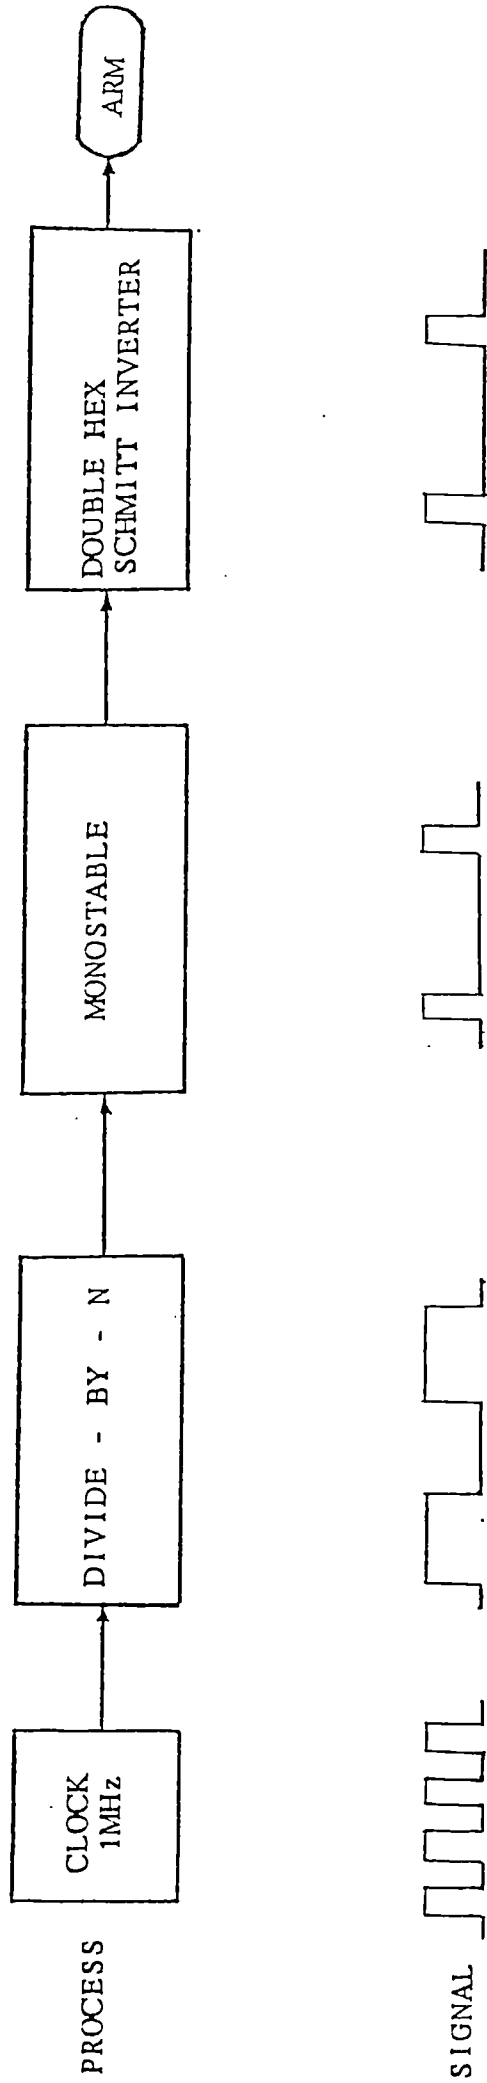 PROCESS
CLOCK
1MHz
DIVIDE - BY - N
MONOSTABLE
DOUBLE HEX
SCHMITT INVERTER
ARM
SIGNAL